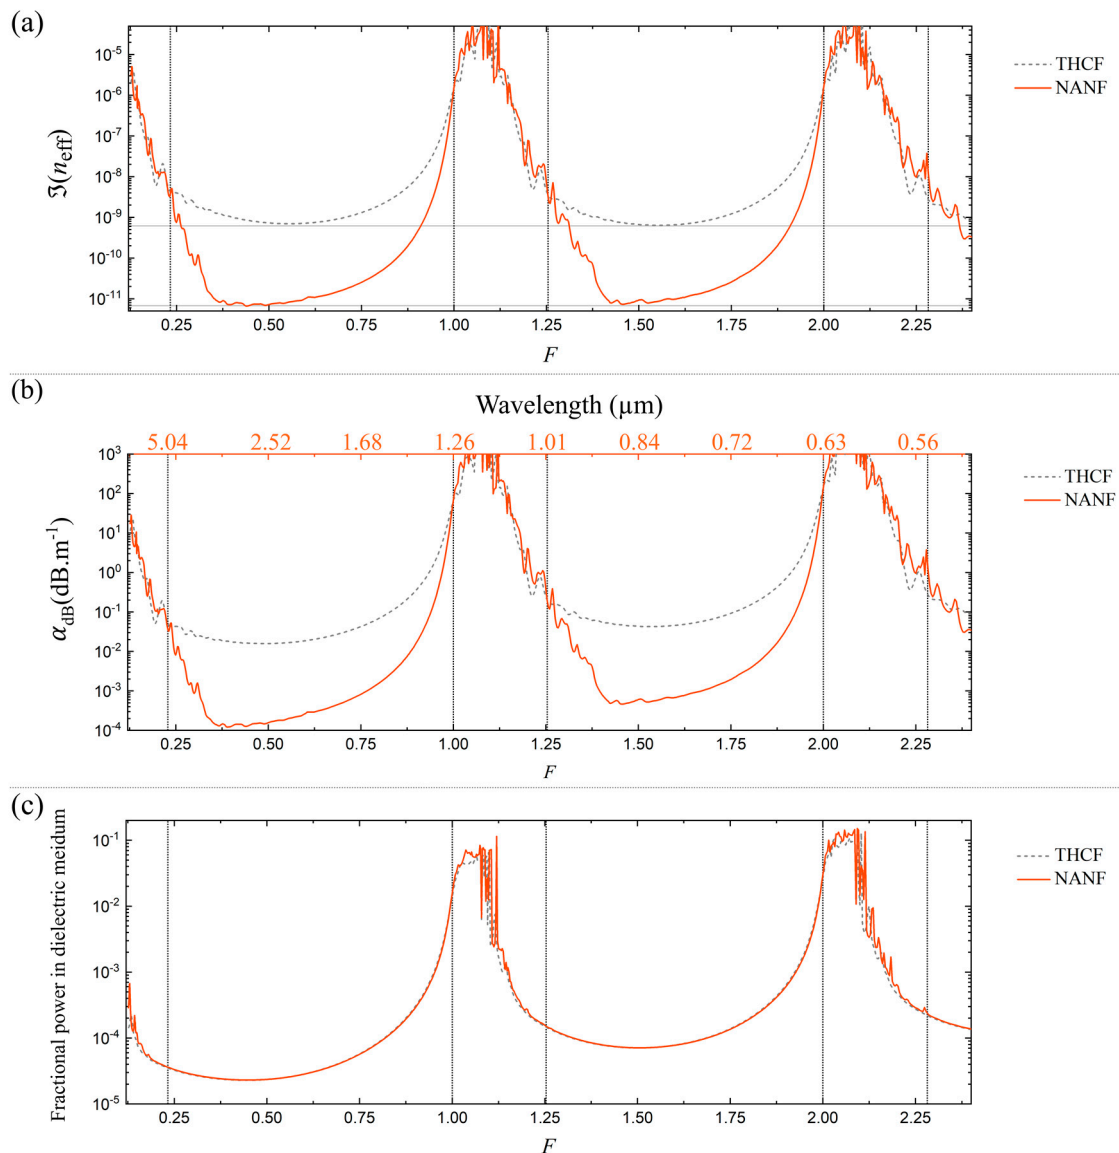 (a)
ℑ(n_eff)
10⁻⁵
10⁻⁶
10⁻⁷
10⁻⁸
10⁻⁹
10⁻¹⁰
10⁻¹¹
THCF
NANF
0.25 0.50 0.75 1.00 1.25 1.50 1.75 2.00 2.25
F
(b)
Wavelength (µm)
5.04 2.52 1.68 1.26 1.01 0.84 0.72 0.63 0.56
α_dB(dB.m⁻¹)
10³
10²
10¹
10⁰
10⁻¹
10⁻²
10⁻³
10⁻⁴
THCF
NANF
0.25 0.50 0.75 1.00 1.25 1.50 1.75 2.00 2.25
F
(c)
Fractional power in dielectric meidum
10⁻¹
10⁻²
10⁻³
10⁻⁴
10⁻⁵
THCF
NANF
0.25 0.50 0.75 1.00 1.25 1.50 1.75 2.00 2.25
F